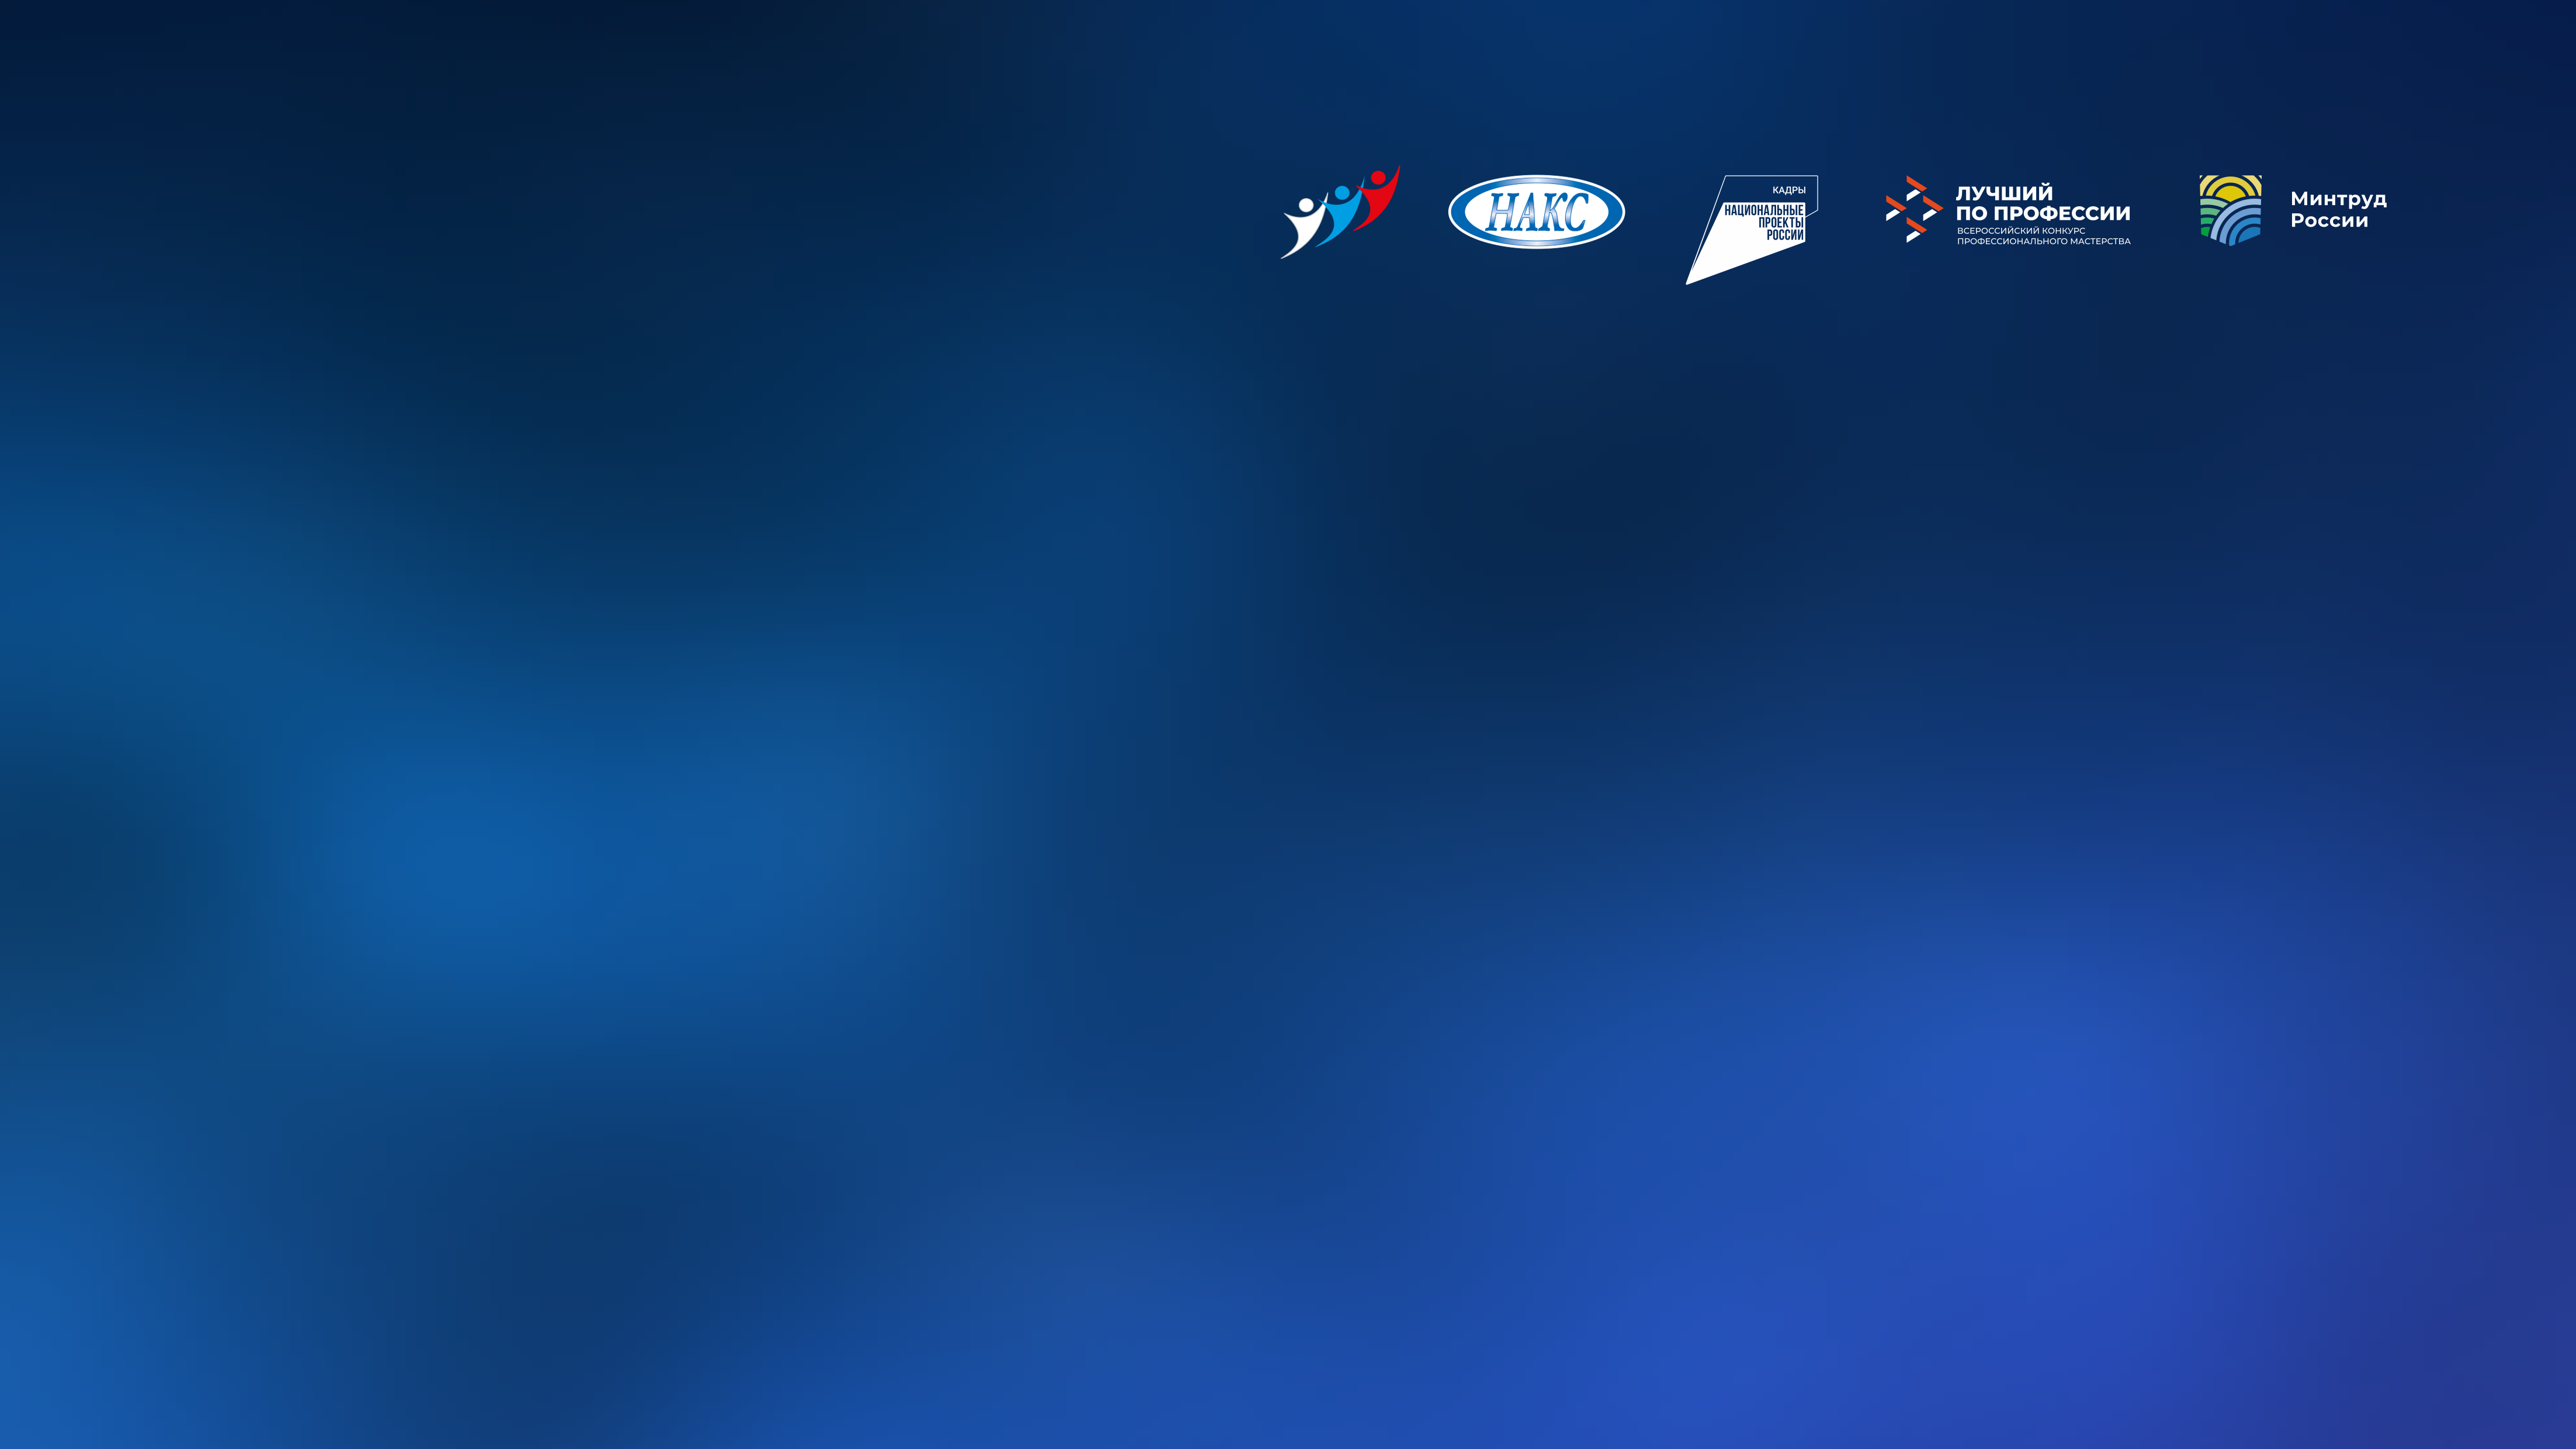 НАКС
КАДРЫ
НАЦИОНАЛЬНЫЕ
ПРОЕКТЫ
РОССИИ
ЛУЧШИЙ
ПО ПРОФЕССИИ
ВСЕРОССИЙСКИЙ КОНКУРС
ПРОФЕССИОНАЛЬНОГО МАСТЕРСТВА
Минтруд
России